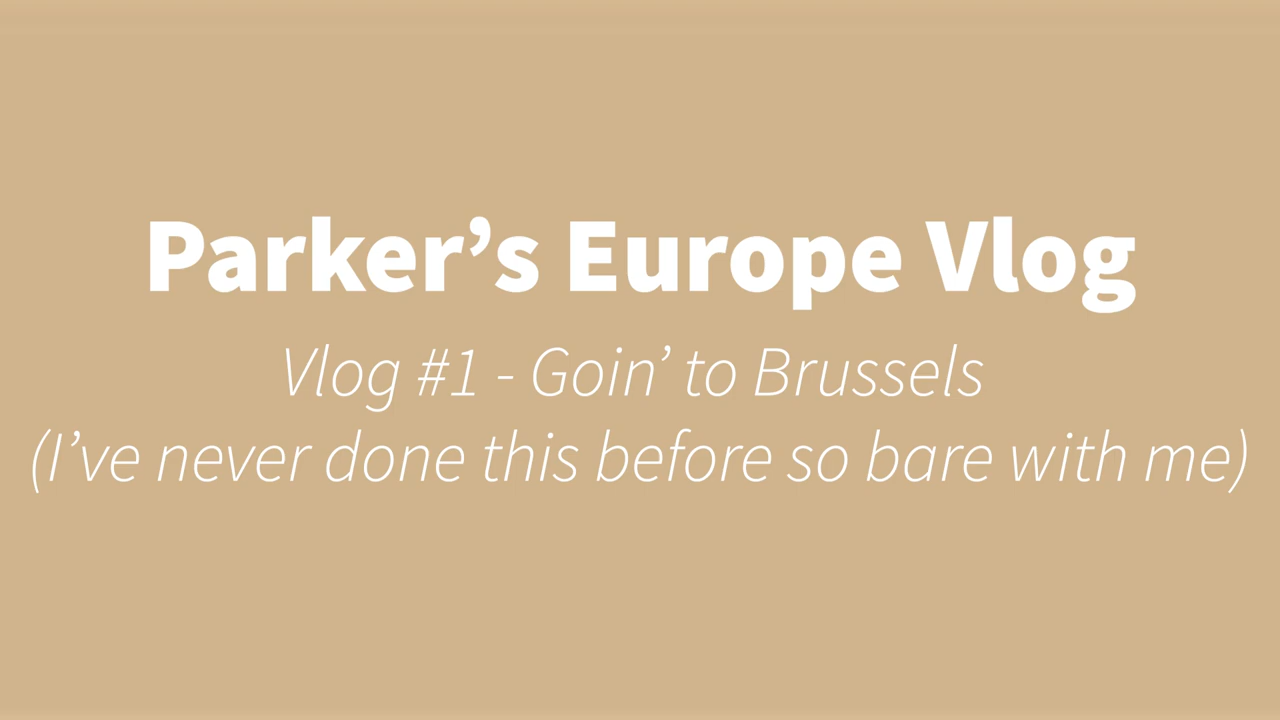 Parker’s Europe Vlog
Vlog #1 - Goin’ to Brussels
(I’ve never done this before so bare with me)